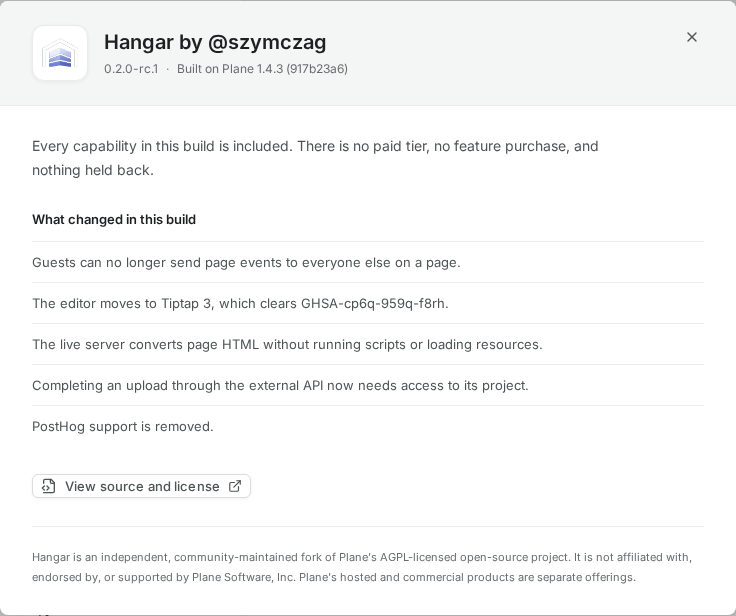 Hangar by @szymczag
0.2.0-rc.1 · Built on Plane 1.4.3 (917b23a6)
Every capability in this build is included. There is no paid tier, no feature purchase, and
nothing held back.
What changed in this build
Guests can no longer send page events to everyone else on a page.
The editor moves to Tiptap 3, which clears GHSA-cp6q-959q-f8rh.
The live server converts page HTML without running scripts or loading resources.
Completing an upload through the external API now needs access to its project.
PostHog support is removed.
View source and license
Hangar is an independent, community-maintained fork of Plane's AGPL-licensed open-source project. It is not affiliated with,
endorsed by, or supported by Plane Software, Inc. Plane's hosted and commercial products are separate offerings.